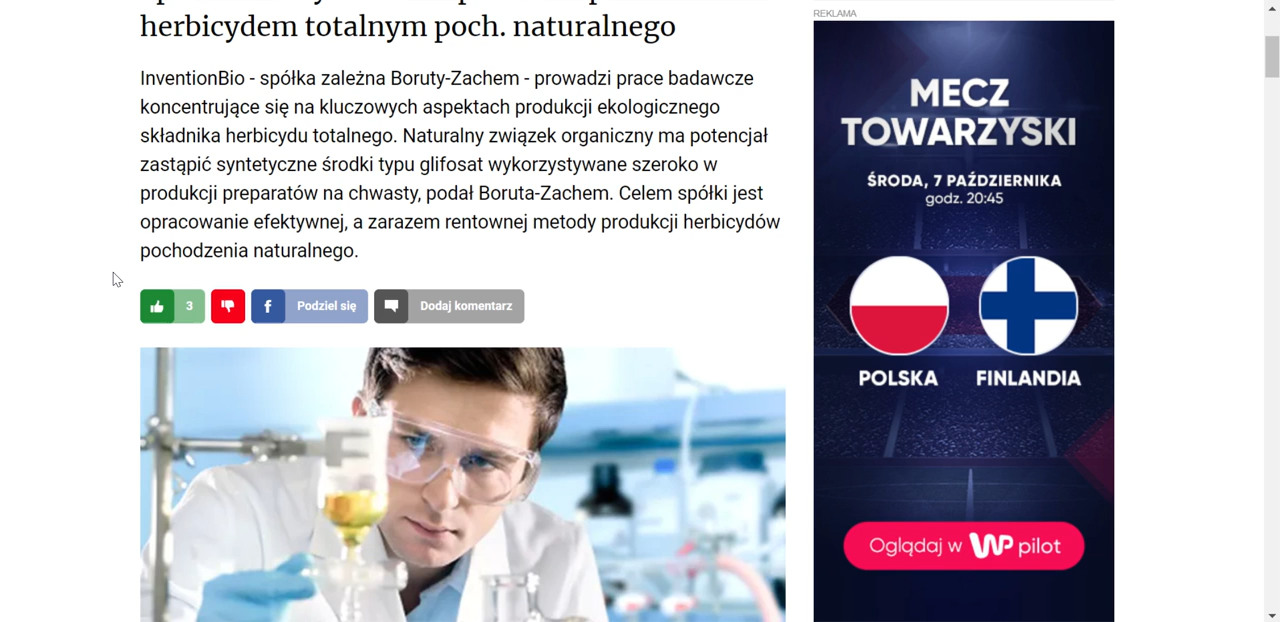 herbicydem totalnym poch. naturalnego
InventionBio - spółka zależna Boruty-Zachem - prowadzi prace badawcze
koncentrujące się na kluczowych aspektach produkcji ekologicznego
składnika herbicydu totalnego. Naturalny związek organiczny ma potencjał
zastąpić syntetyczne środki typu glifosat wykorzystywane szeroko w
produkcji preparatów na chwasty, podał Boruta-Zachem. Celem spółki jest
opracowanie efektywnej, a zarazem rentownej metody produkcji herbicydów
pochodzenia naturalnego.
3
Podziel się
Dodaj komentarz
REKLAMA
MECZ
TOWARZYSKI
ŚRODA, 7 PAŹDZIERNIKA
godz. 20:45
POLSKA
FINLANDIA
Oglądaj w WP pilot